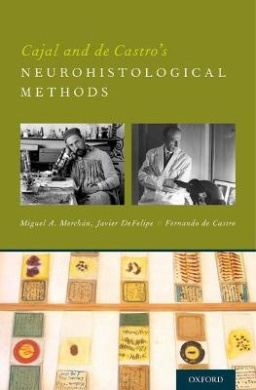 Cajal and de Castro's
NEUROHISTOLOGICAL
METHODS
Miguel A. Merchán, Javier DeFelipe Fernando de Castro
OXFORD